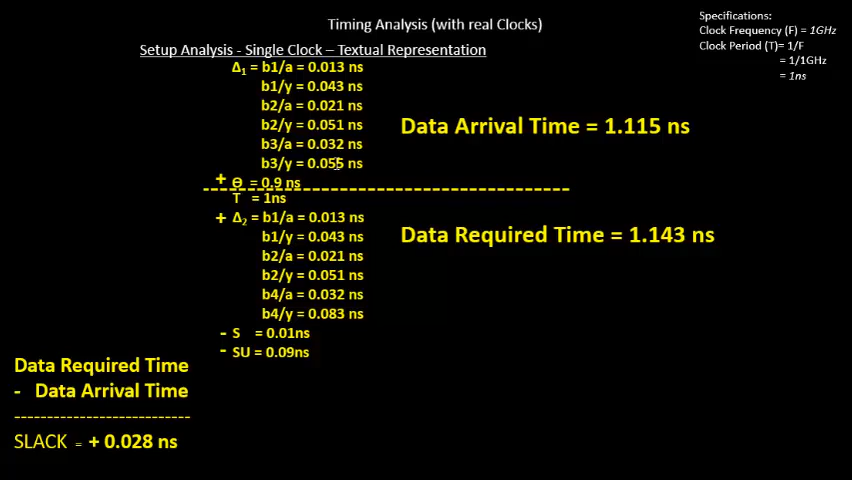 Timing Analysis (with real Clocks)
Specifications:
Clock Frequency (F) = 1GHz
Clock Period (T)= 1/F
= 1/1GHz
= 1ns
Setup Analysis - Single Clock – Textual Representation
Δ1 = b1/a = 0.013 ns
b1/y = 0.043 ns
b2/a = 0.021 ns
b2/y = 0.051 ns
b3/a = 0.032 ns
b3/y = 0.055 ns
+ Ɵ = 0.9 ns
Data Arrival Time = 1.115 ns
------------------------------------------------
T = 1ns
+ Δ2 = b1/a = 0.013 ns
b1/y = 0.043 ns
b2/a = 0.021 ns
b2/y = 0.051 ns
b4/a = 0.032 ns
b4/y = 0.083 ns
- S = 0.01ns
- SU = 0.09ns
Data Required Time = 1.143 ns
Data Required Time
- Data Arrival Time
---------------------------
SLACK = + 0.028 ns